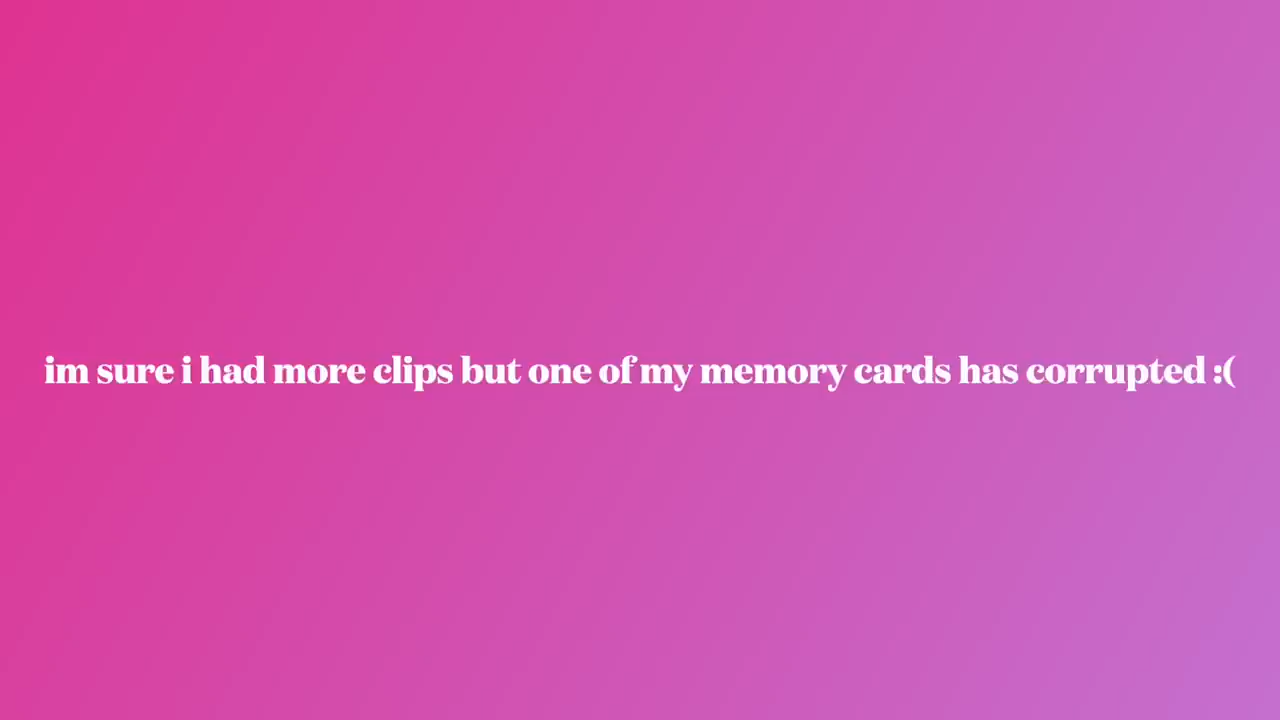 im sure i had more clips but one of my memory cards has corrupted :(